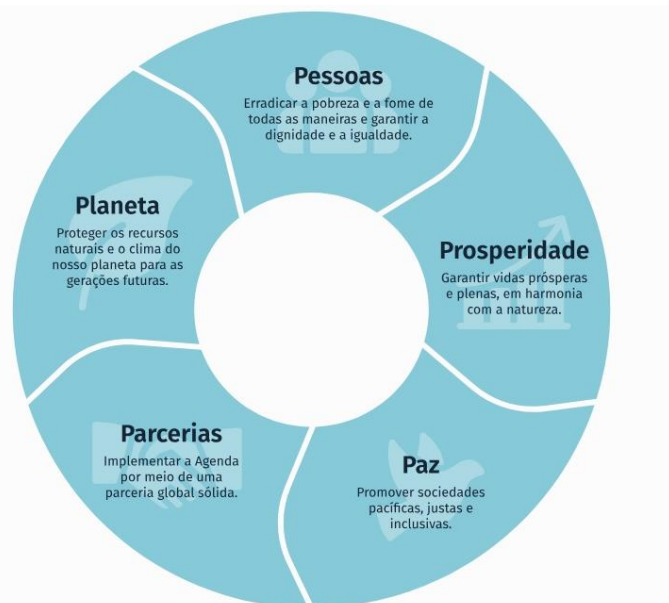 Pessoas
Erradicar a pobreza e a fome de
todas as maneiras e garantir a
dignidade e a igualdade.
Planeta
Proteger os recursos
naturais e o clima do
nosso planeta para as
gerações futuras.
Prosperidade
Garantir vidas prósperas
e plenas, em harmonia
com a natureza.
Parcerias
Implementar a Agenda
por meio de uma
parceria global sólida.
Paz
Promover sociedades
pacíficas, justas e
inclusivas.